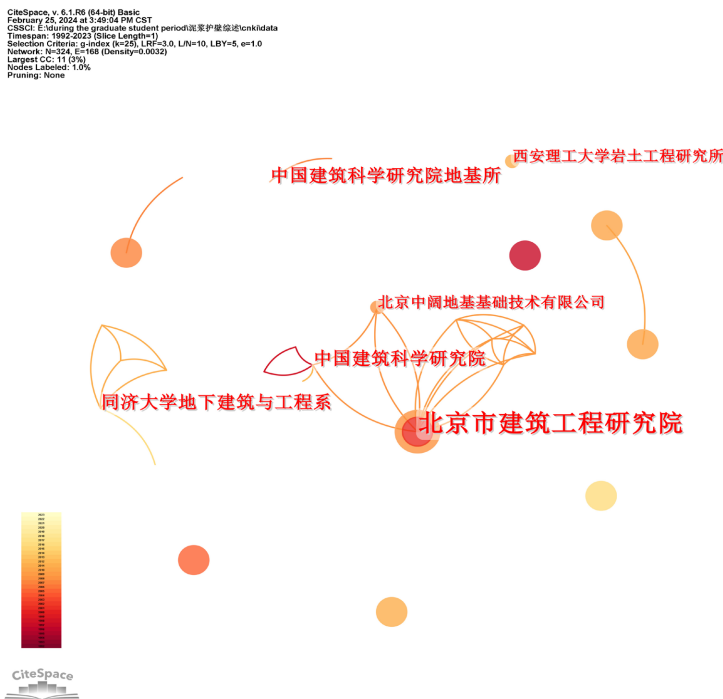 CiteSpace, v. 6.1.R6 (64-bit) Basic
February 25, 2024 at 3:49:04 PM CST
CSSCI: E:\during the graduate student period\泥浆护壁综述\cnki\data
Timespan: 1992-2023 (Slice Length=1)
Selection Criteria: g-index (k=25), LRF=3.0, L/N=10, LBY=5, e=1.0
Network: N=324, E=168 (Density=0.0032)
Largest CC: 11 (3%)
Nodes Labeled: 1.0%
Pruning: None
西安理工大学岩土工程研究所
中国建筑科学研究院地基所
北京中阔地基基础技术有限公司
中国建筑科学研究院
同济大学地下建筑与工程系
北京市建筑工程研究院
CiteSpace